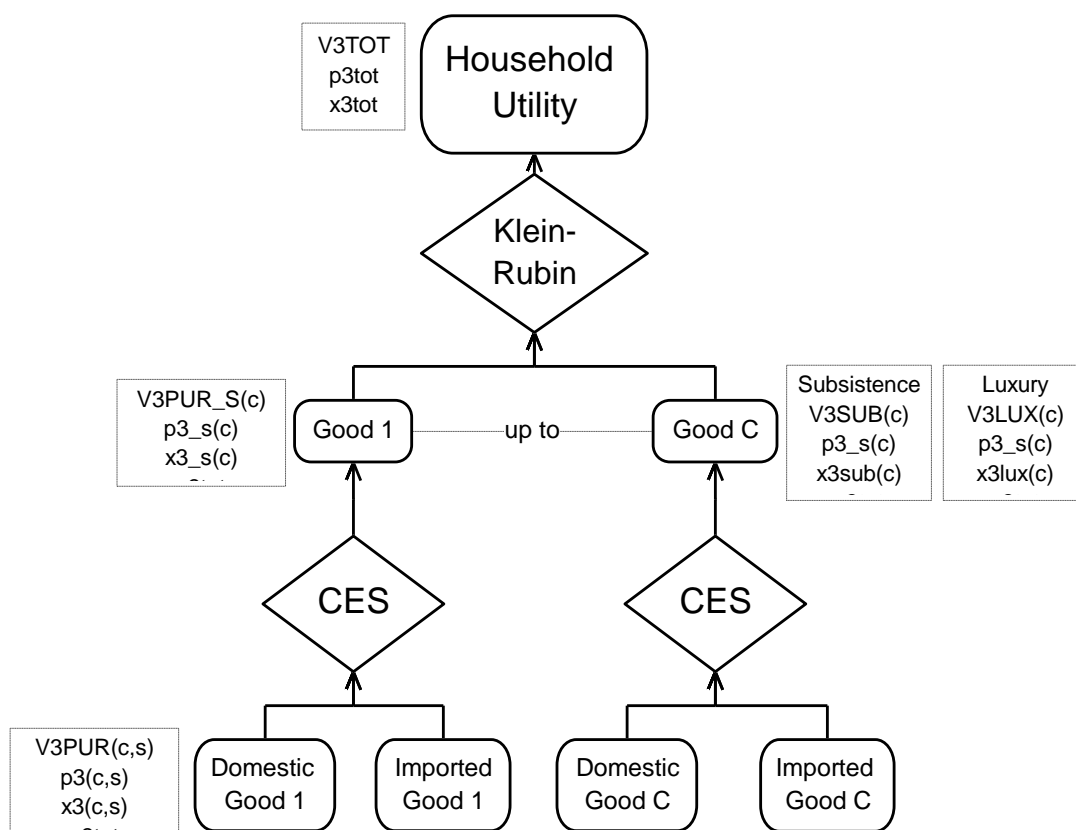 V3TOT
p3tot
x3tot
Household
Utility
Klein-
Rubin
V3PUR_S(c)
p3_s(c)
x3_s(c)
Good 1
up to
Good C
Subsistence
V3SUB(c)
p3_s(c)
x3sub(c)
Luxury
V3LUX(c)
p3_s(c)
x3lux(c)
CES
CES
V3PUR(c,s)
p3(c,s)
x3(c,s)
Domestic
Good 1
Imported
Good 1
Domestic
Good C
Imported
Good C